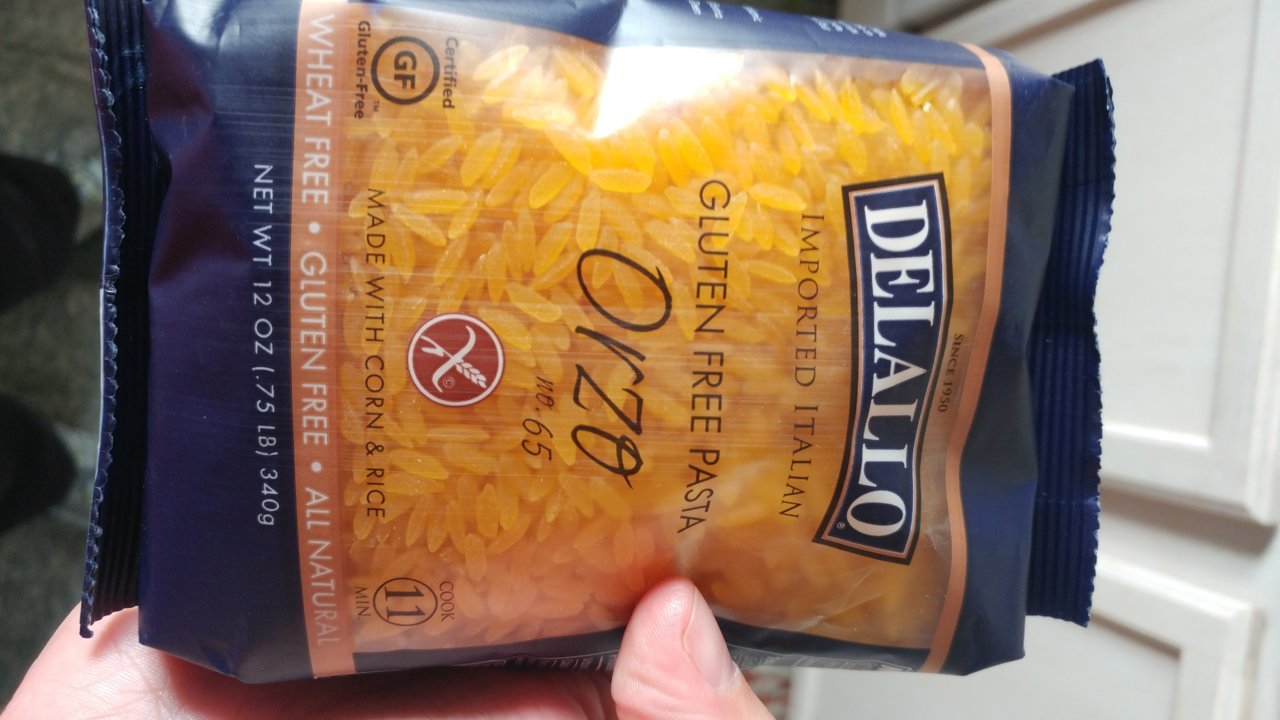 SINCE 1950
DELALLO®
IMPORTED ITALIAN
GLUTEN FREE PASTA
Orzo
no. 65
Certified
GF
Gluten-Free™
©
MADE WITH CORN & RICE
COOK
11
MIN.
WHEAT FREE • GLUTEN FREE • ALL NATURAL
NET WT 12 OZ (.75 LB) 340g